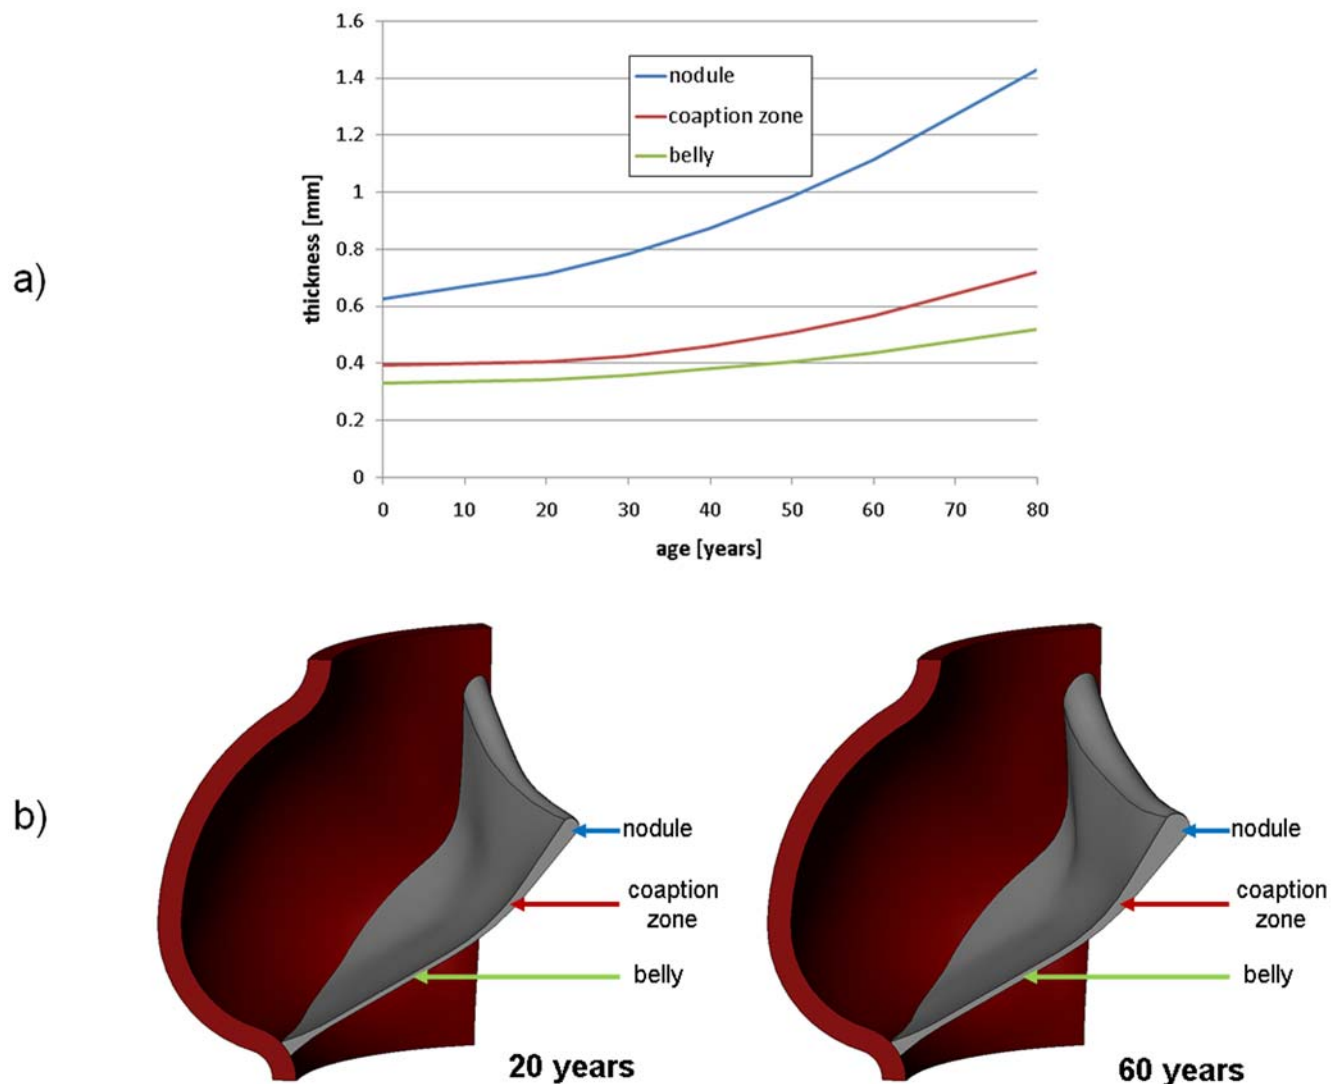 a)
thickness [mm]
1.6
1.4
1.2
1
0.8
0.6
0.4
0.2
0
nodule
coaption zone
belly
0 10 20 30 40 50 60 70 80
age [years]
b)
nodule
coaption
zone
belly
20 years
nodule
coaption
zone
belly
60 years